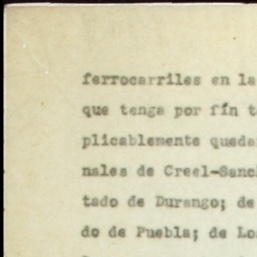 ferrocarriles en la
que tenga por fín t
plicablemente queda
nales de Creel-Sanc
tado de Durango; de
do de Puebla; de Lo